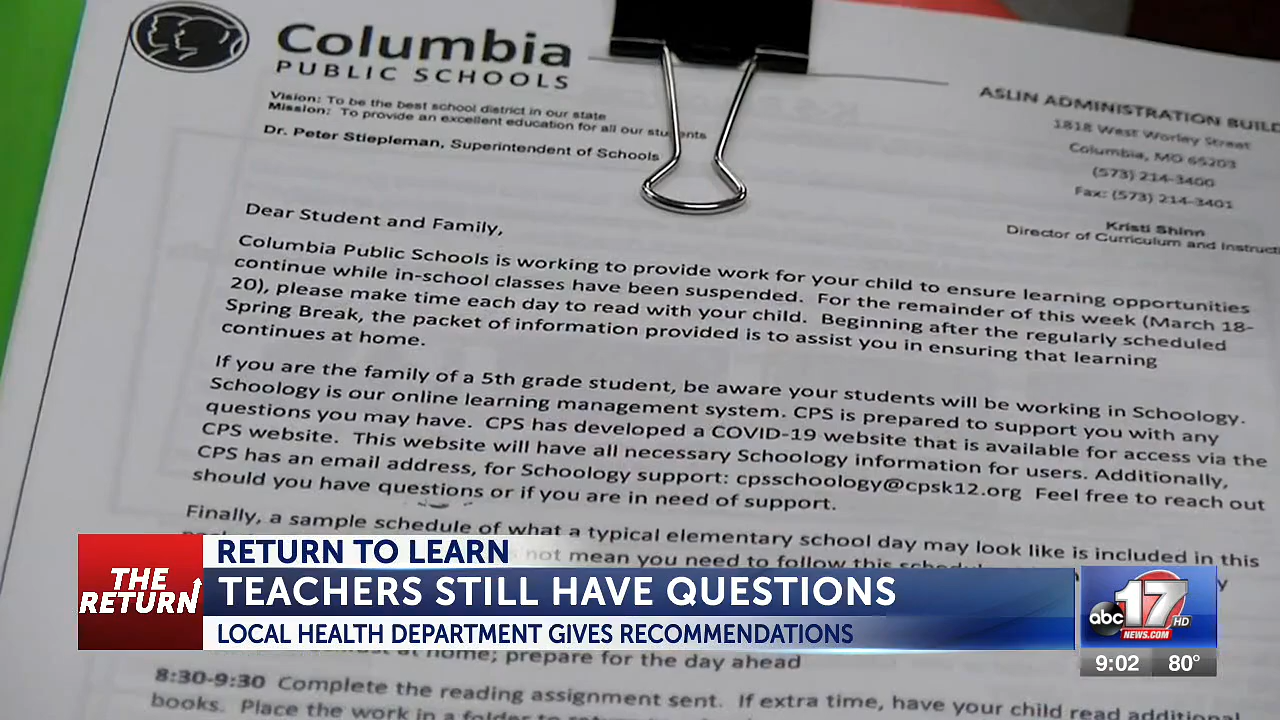 Columbia
PUBLIC SCHOOLS
Vision: To be the best school district in our state
Mission: To provide an excellent education for all our students
Dr. Peter Stiepleman, Superintendent of Schools
ASLIN ADMINISTRATION
1818 West Worley Street
Columbia, MO 65203
(573) 214-3400
Fax: (573) 214-3401
Kristi Shinn
Director of Curriculum and
Dear Student and Family,
Columbia Public Schools is working to provide work for your child to ensure learning opportunities
continue while in-school classes have been suspended. For the remainder of this week (March 18-
20), please make time each day to read with your child. Beginning after the regularly scheduled
Spring Break, the packet of information provided is to assist you in ensuring that learning
continues at home.
If you are the family of a 5th grade student, be aware your students will be working in Schoology.
Schoology is our online learning management system. CPS is prepared to support you with any
questions you may have. CPS has developed a COVID-19 website that is available for access via the
CPS website. This website will have all necessary Schoology information for users. Additionally,
CPS has an email address, for Schoology support: cpsschoology@cpsk12.org Feel free to reach out
should you have questions or if you are in need of support.
Finally, a sample schedule of what a typical elementary school day may look like is included in this
not mean you need to follow this
THE RETURN
RETURN TO LEARN
TEACHERS STILL HAVE QUESTIONS
LOCAL HEALTH DEPARTMENT GIVES RECOMMENDATIONS
abc 17 HD
NEWS.COM
9:02 80°
at home; prepare for the day ahead
8:30-9:30 Complete the reading assignment sent. If extra time, have your child read additional
books. Place the work in a folder to